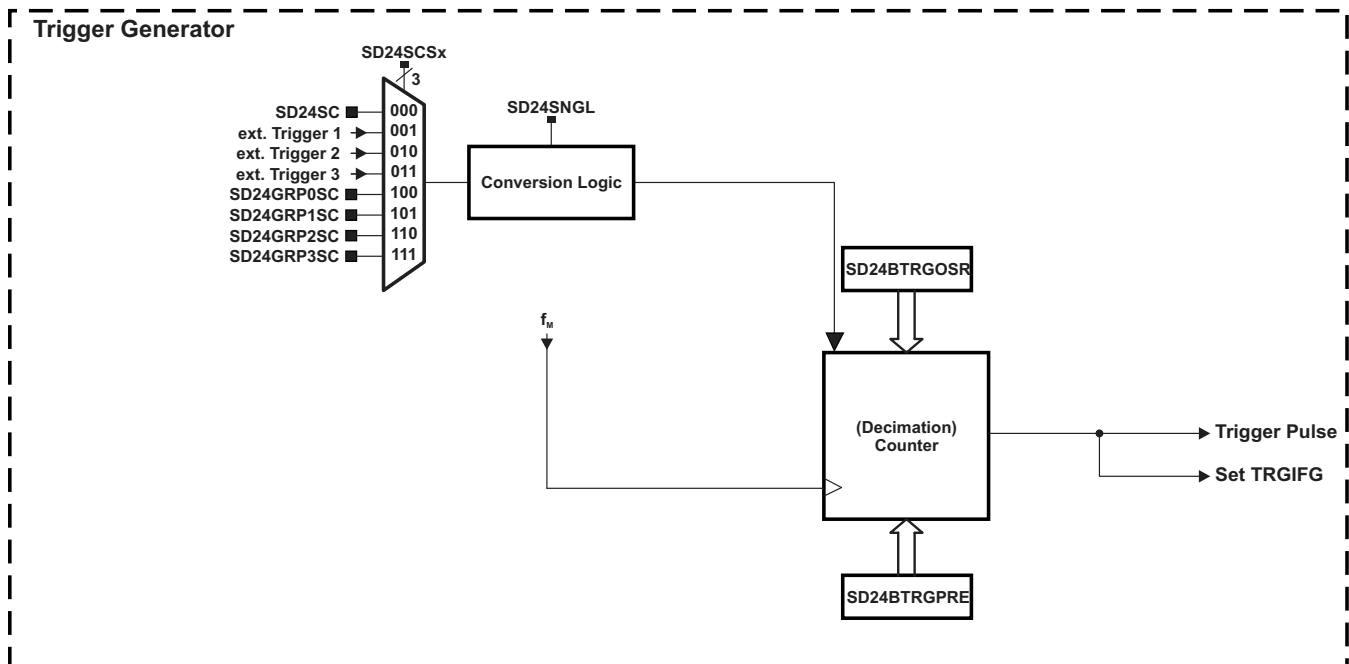 Trigger Generator
SD24SCSx
3
SD24SC
000
ext. Trigger 1
001
ext. Trigger 2
010
ext. Trigger 3
011
SD24GRP0SC
100
SD24GRP1SC
101
SD24GRP2SC
110
SD24GRP3SC
111
SD24SNGL
Conversion Logic
SD24BTRGOSR
fM
(Decimation)
Counter
Trigger Pulse
Set TRGIFG
SD24BTRGPRE